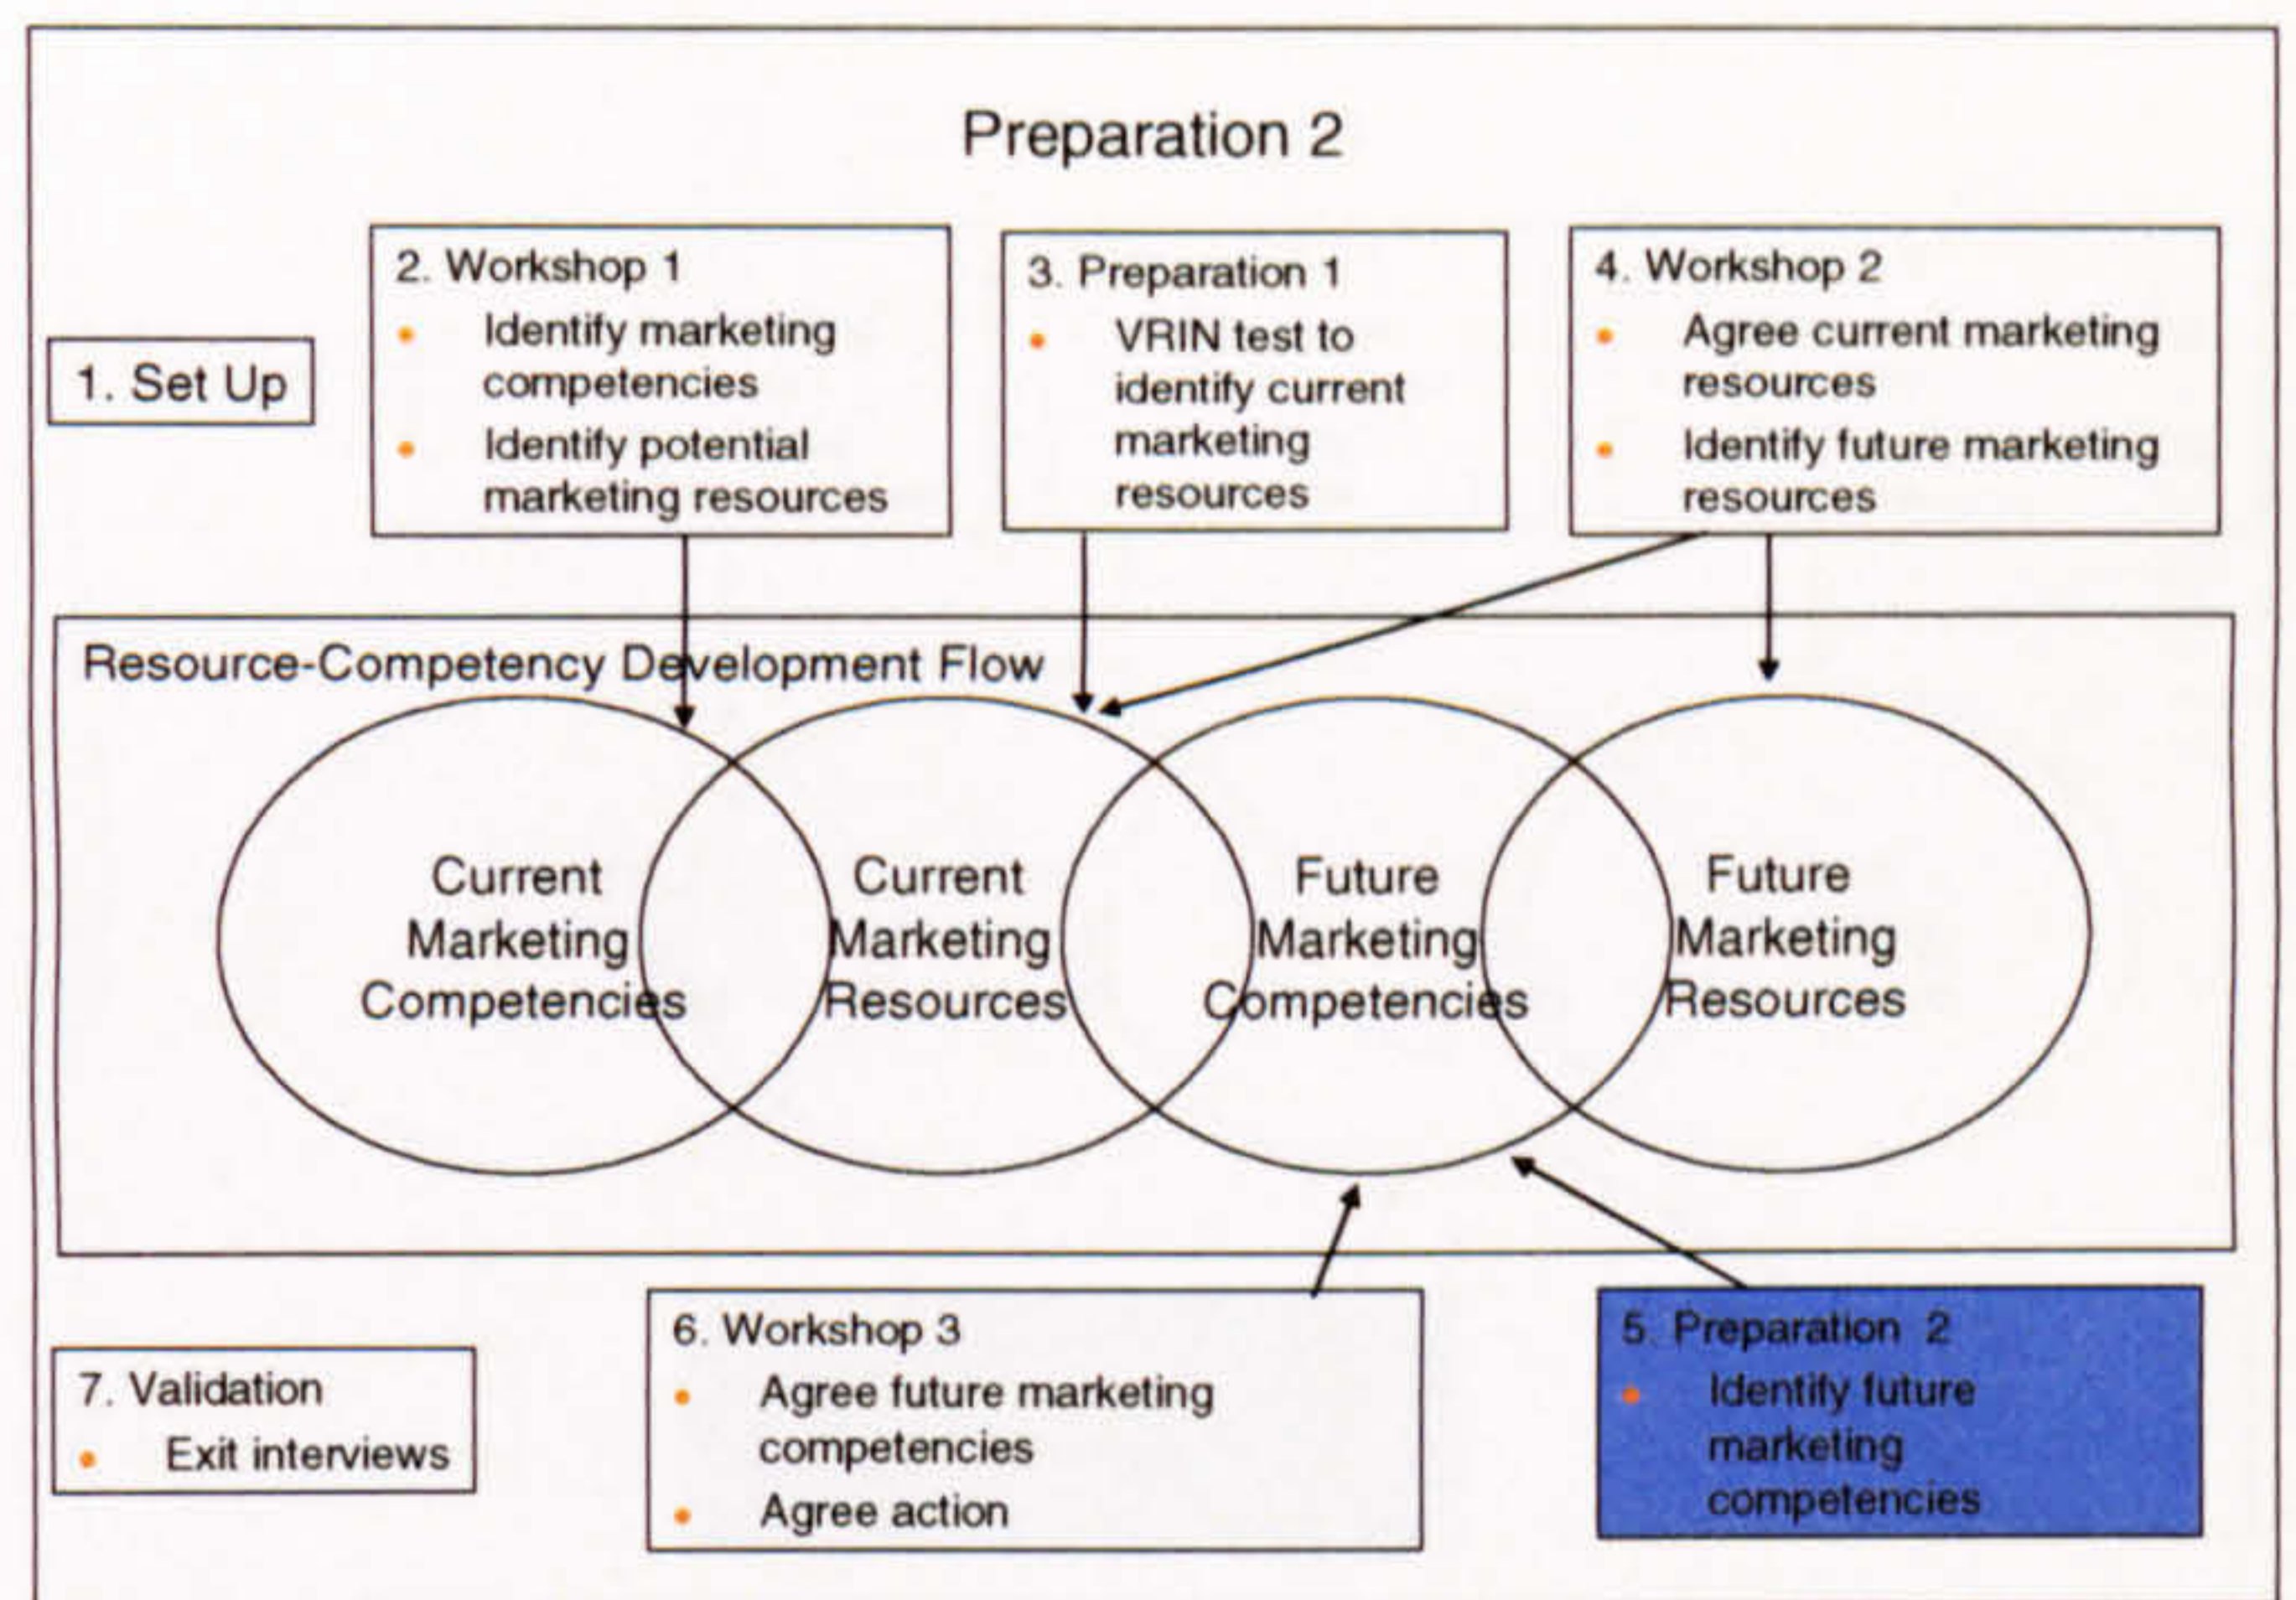 Preparation 2
1. Set Up
2. Workshop 1
• Identify marketing
competencies
• Identify potential
marketing resources
3. Preparation 1
• VRIN test to
identify current
marketing
resources
4. Workshop 2
• Agree current marketing
resources
• Identify future marketing
resources
Resource-Competency Development Flow
Current
Marketing
Competencies
Current
Marketing
Resources
Future
Marketing
Competencies
Future
Marketing
Resources
5. Preparation 2
• Identify future
marketing
competencies
6. Workshop 3
• Agree future marketing
competencies
• Agree action
7. Validation
• Exit interviews